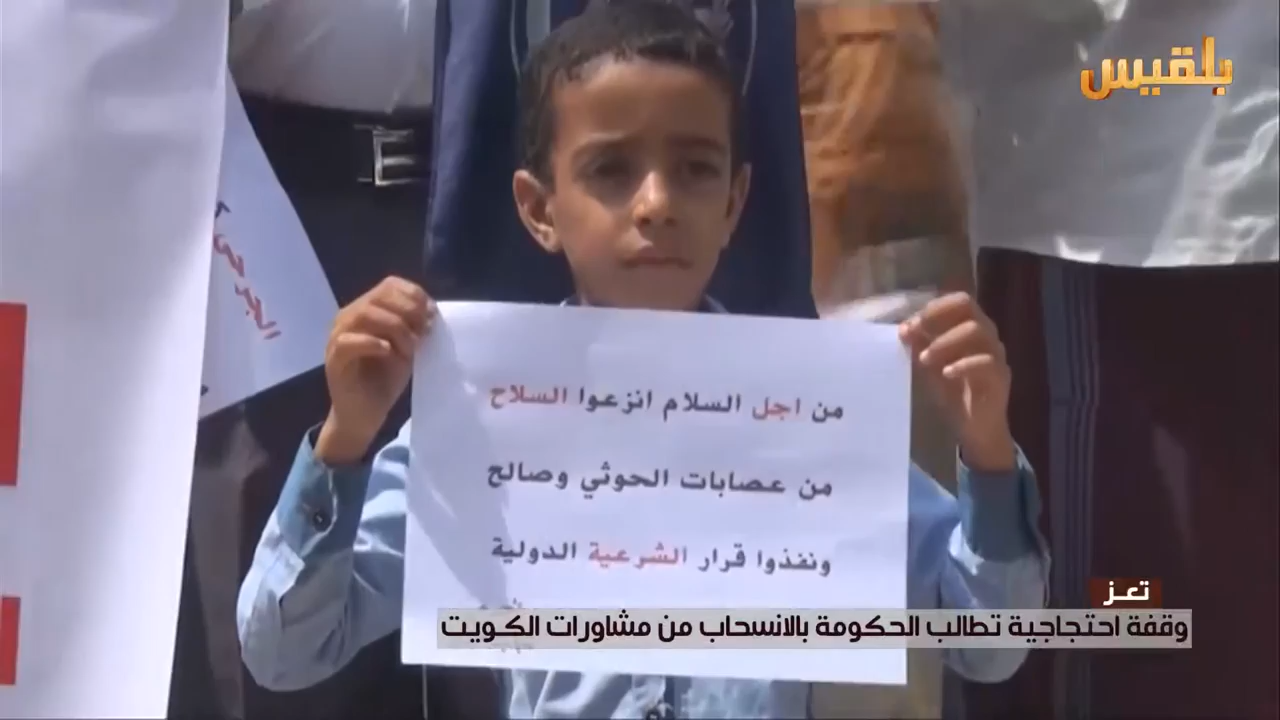 بلقيس
الجرحى
من اجل السلام انزعوا السلاح
من عصابات الحوثي وصالح
ونفذوا قرار الشرعية الدولية
تعز
وقفة احتجاجية تطالب الحكومة بالانسحاب من مشاورات الكويت